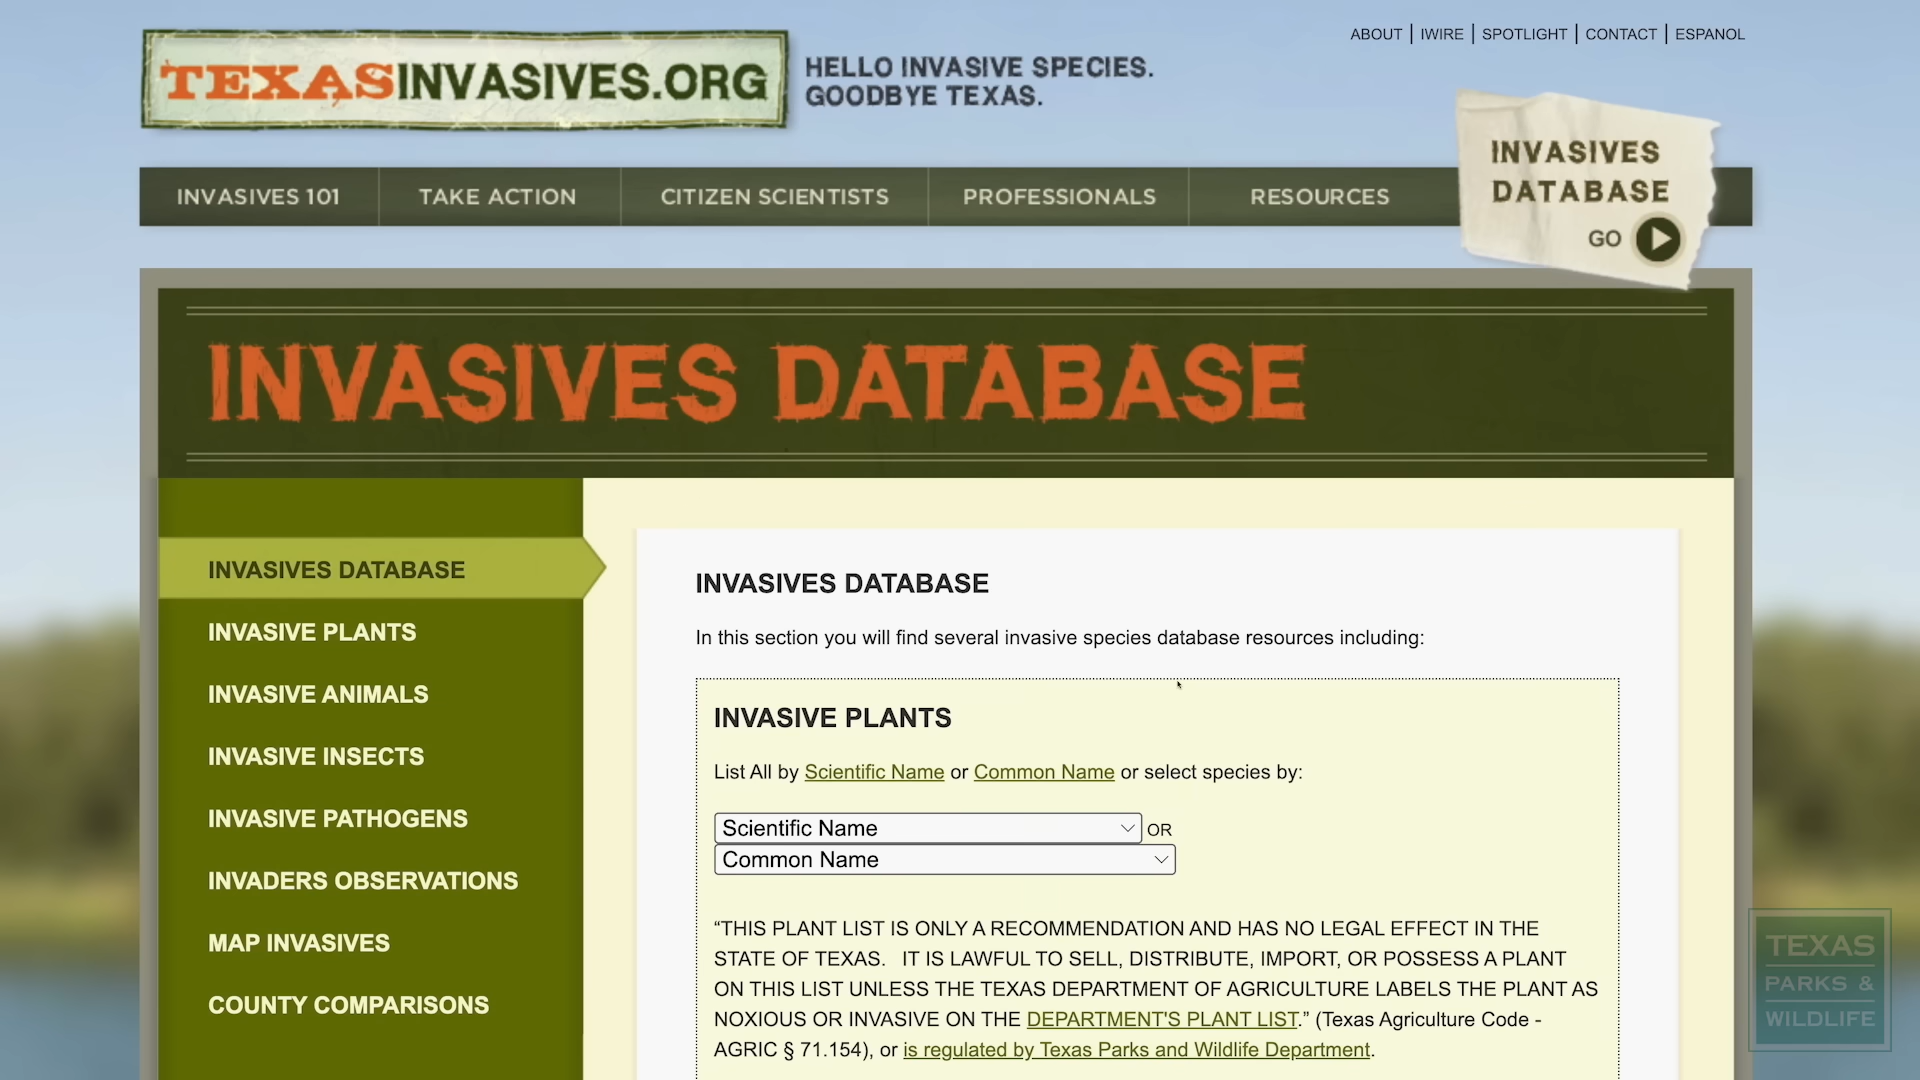 ABOUT | IWIRE | SPOTLIGHT | CONTACT | ESPANOL
TEXASINVASIVES.ORG
HELLO INVASIVE SPECIES.
GOODBYE TEXAS.
INVASIVES 101
TAKE ACTION
CITIZEN SCIENTISTS
PROFESSIONALS
RESOURCES
INVASIVES
DATABASE
GO
INVASIVES DATABASE
INVASIVES DATABASE
INVASIVE PLANTS
INVASIVE ANIMALS
INVASIVE INSECTS
INVASIVE PATHOGENS
INVADERS OBSERVATIONS
MAP INVASIVES
COUNTY COMPARISONS
INVASIVES DATABASE
In this section you will find several invasive species database resources including:
INVASIVE PLANTS
List All by Scientific Name or Common Name or select species by:
Scientific Name OR
Common Name
“THIS PLANT LIST IS ONLY A RECOMMENDATION AND HAS NO LEGAL EFFECT IN THE
STATE OF TEXAS. IT IS LAWFUL TO SELL, DISTRIBUTE, IMPORT, OR POSSESS A PLANT
ON THIS LIST UNLESS THE TEXAS DEPARTMENT OF AGRICULTURE LABELS THE PLANT AS
NOXIOUS OR INVASIVE ON THE DEPARTMENT'S PLANT LIST.” (Texas Agriculture Code -
AGRIC § 71.154), or is regulated by Texas Parks and Wildlife Department.
TEXAS
PARKS &
WILDLIFE